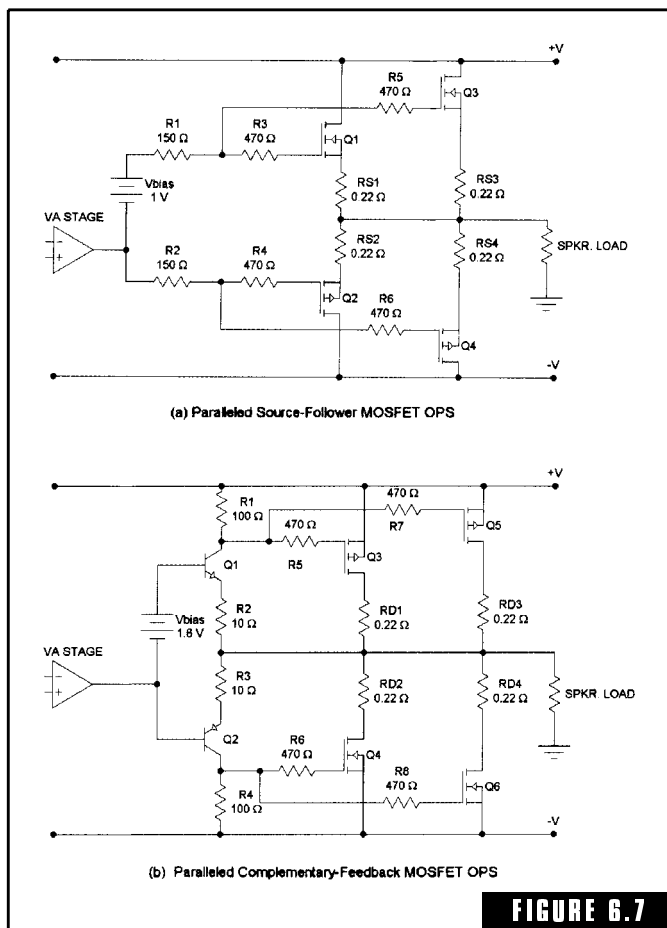 +V
R5
470 Ω
Q3
R1
150 Ω
R3
470 Ω
Q1
RS1
0.22 Ω
RS3
0.22 Ω
Vbias
1 V
VA STAGE
RS2
0.22 Ω
RS4
0.22 Ω
SPKR. LOAD
R2
150 Ω
R4
470 Ω
Q2
R6
470 Ω
Q4
-V
(a) Paralleled Source-Follower MOSFET OPS
+V
R1
100 Ω
470 Ω
R7
Q5
470 Ω
R5
Q3
Q1
R2
10 Ω
RD1
0.22 Ω
RD3
0.22 Ω
Vbias
1.8 V
VA STAGE
R3
10 Ω
RD2
0.22 Ω
RD4
0.22 Ω
SPKR. LOAD
Q2
R6
470 Ω
Q4
R8
470 Ω
Q6
R4
100 Ω
-V
(b) Paralleled Complementary-Feedback MOSFET OPS
FIGURE 6.7